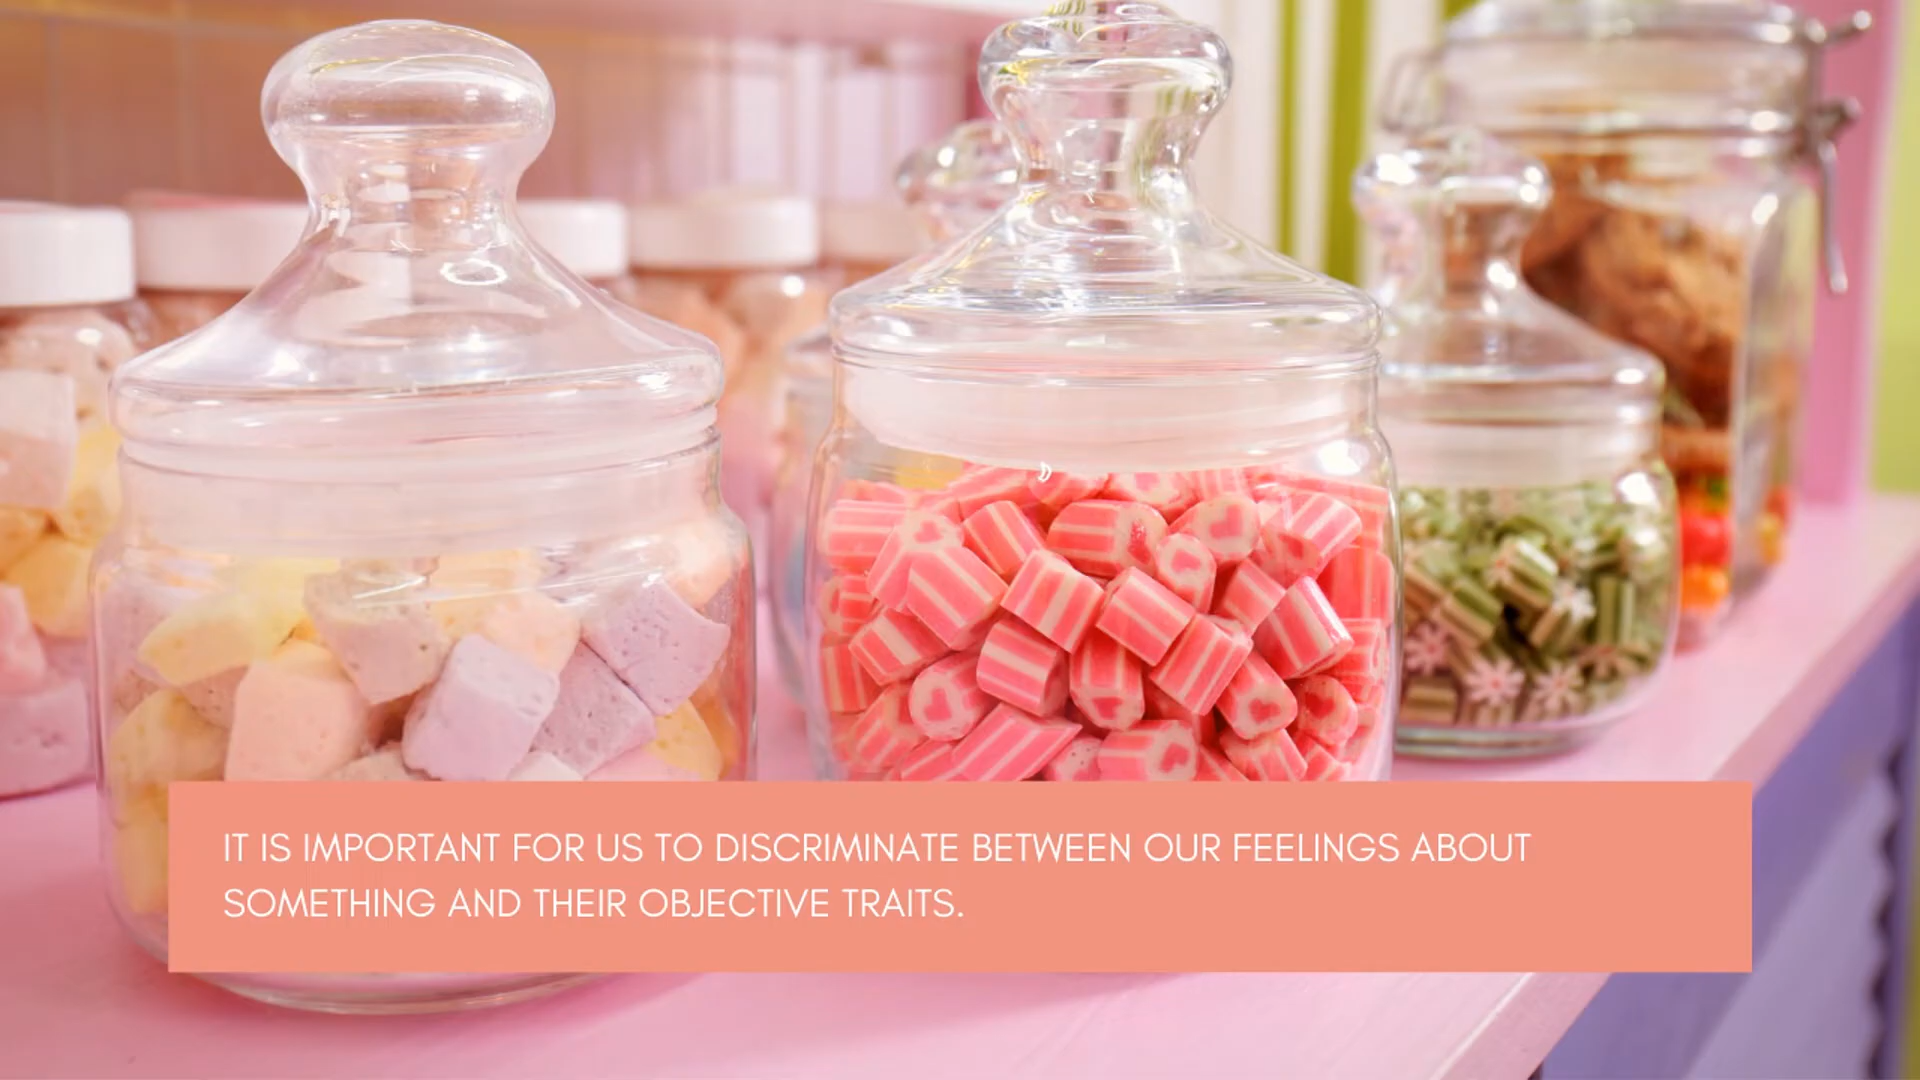 IT IS IMPORTANT FOR US TO DISCRIMINATE BETWEEN OUR FEELINGS ABOUT
SOMETHING AND THEIR OBJECTIVE TRAITS.